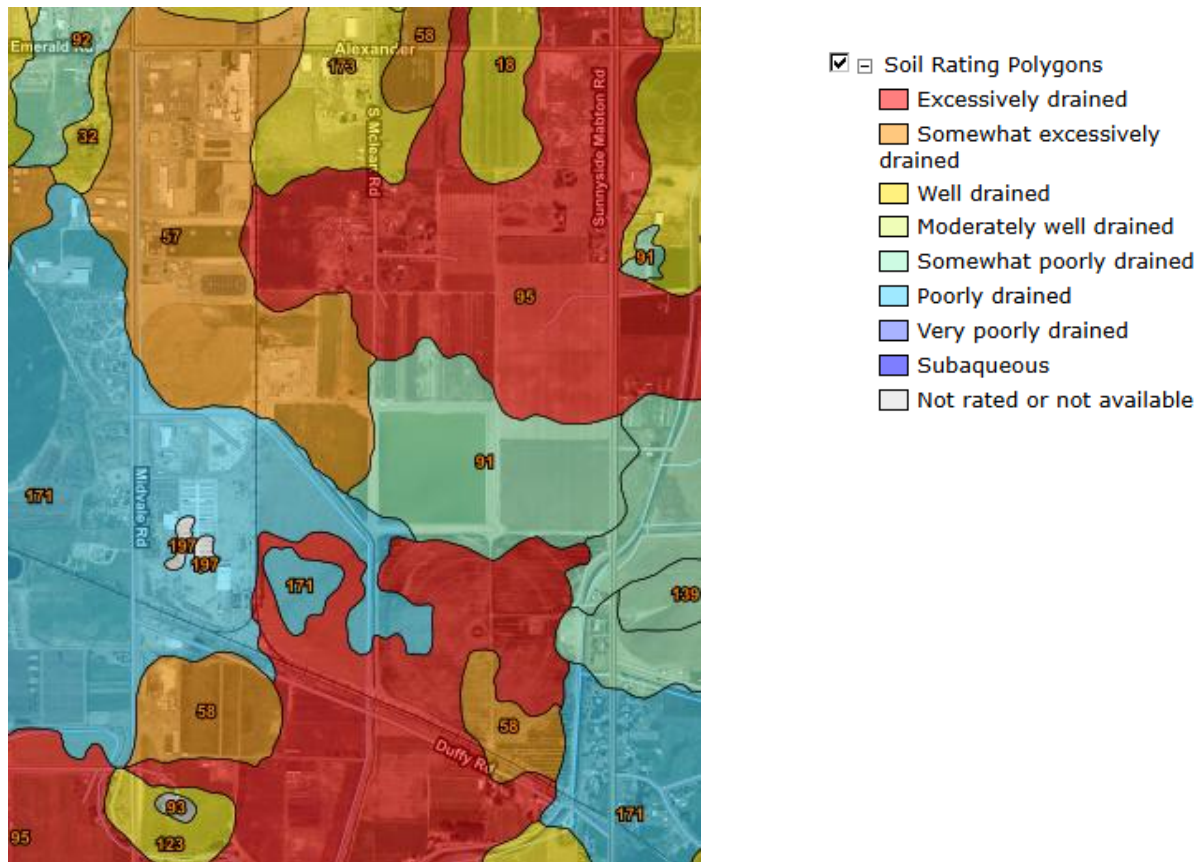 Emerald Rd
92
Alexander
58
173
18
32
S Mclean Rd
Sunnyside Mabton Rd
57
91
95
91
171
Midvale Rd
197
197
171
139
58
58
Duffy Rd
93
95
123
171
Soil Rating Polygons
Excessively drained
Somewhat excessively
drained
Well drained
Moderately well drained
Somewhat poorly drained
Poorly drained
Very poorly drained
Subaqueous
Not rated or not available